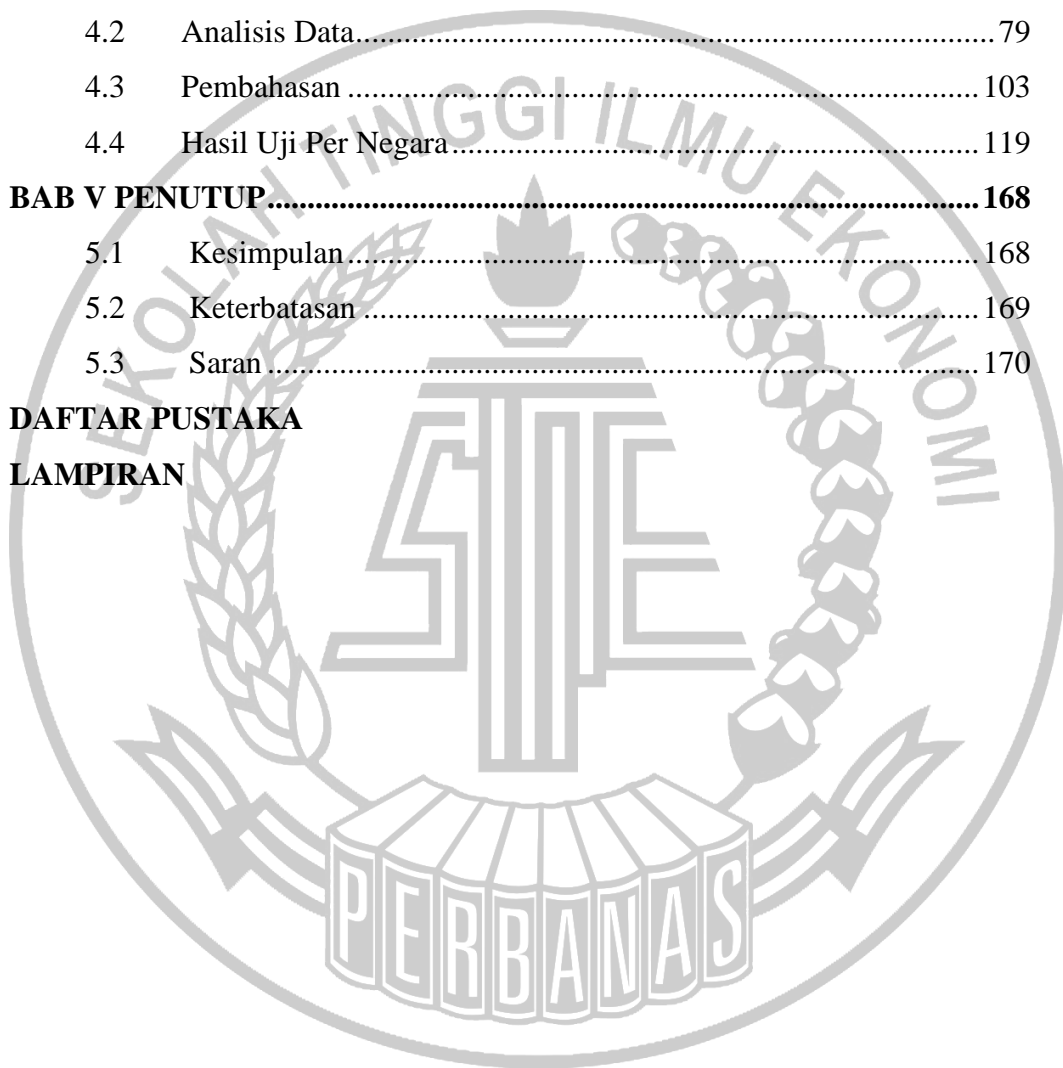 4.2 Analisis Data........................................................................................ 79
4.3 Pembahasan ....................................................................................... 103
4.4 Hasil Uji Per Negara......................................................................... 119
BAB V PENUTUP.................................................................................................. 168
5.1 Kesimpulan....................................................................................... 168
5.2 Keterbatasan ..................................................................................... 169
5.3 Saran .................................................................................................. 170
DAFTAR PUSTAKA
LAMPIRAN
SEKOLAH TINGGI ILMU EKONOMI
STIE
PERBANAS